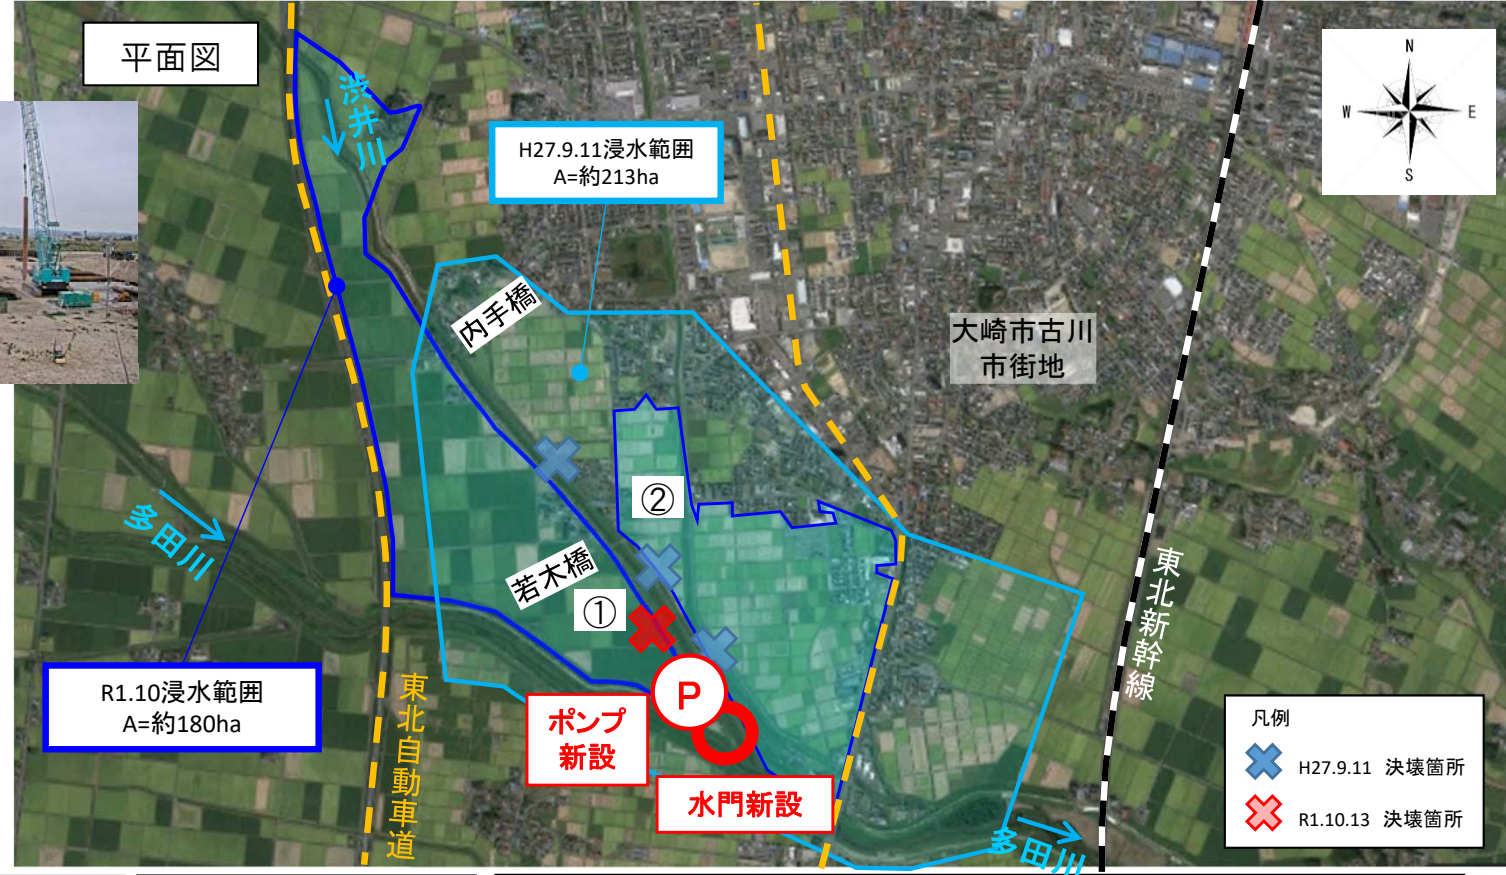 平面図
N
W
E
S
渋井川
H27.9.11浸水範囲
A=約213ha
内手橋
大崎市古川
市街地
②
多田川
若木橋
①
東北新幹線
R1.10浸水範囲
A=約180ha
東北自動車道
P
ポンプ
新設
水門新設
多田川
凡例
H27.9.11 決壊箇所
R1.10.13 決壊箇所